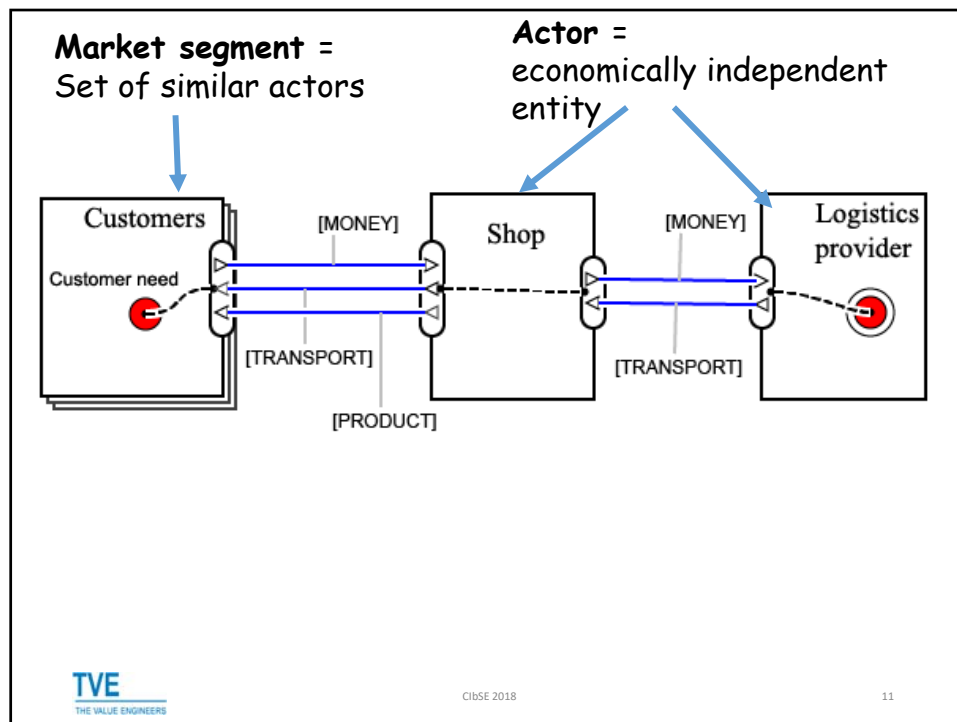 Market segment =
Set of similar actors
Actor =
economically independent
entity
Customers
Customer need
[MONEY]
[TRANSPORT]
[PRODUCT]
Shop
[MONEY]
[TRANSPORT]
Logistics
provider
TVE
THE VALUE ENGINEERS
CIbSE 2018
11